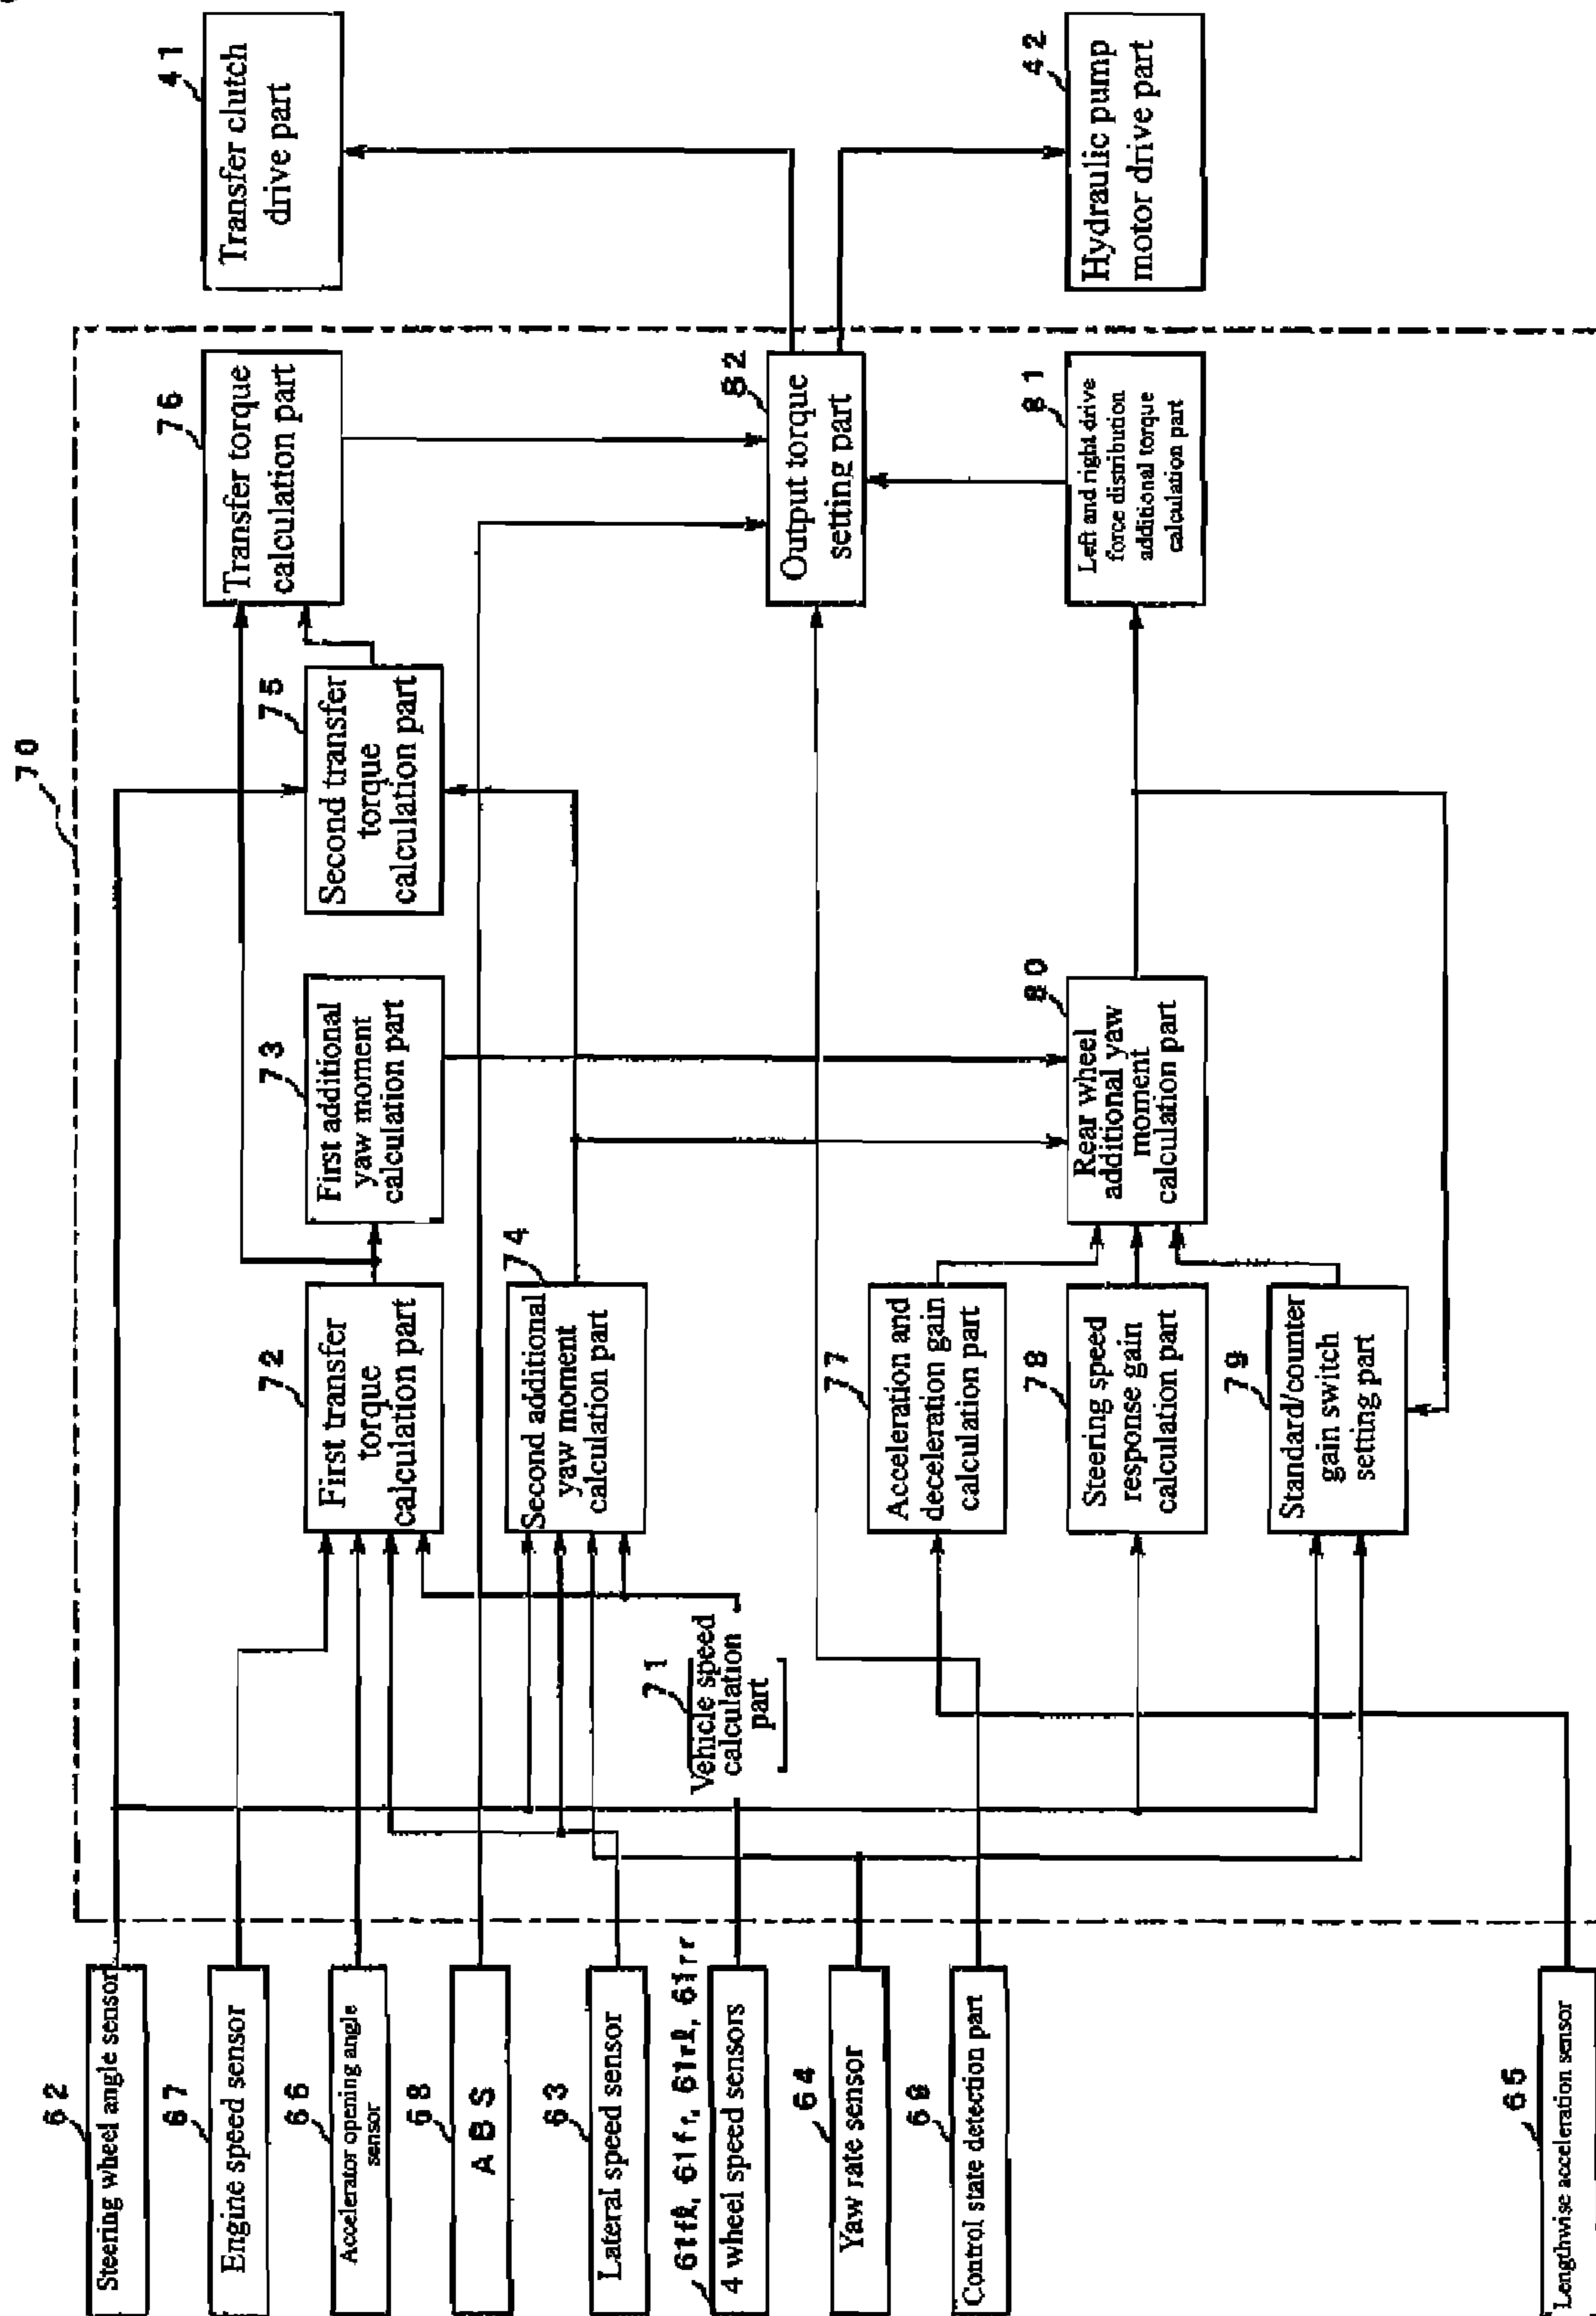 62
Steering wheel angle sensor
67
Engine speed sensor
66
Accelerator opening angle
sensor
68
ABS
63
Lateral speed sensor
61fl, 61fr, 61rl, 61rr
4 wheel speed sensors
64
Yaw rate sensor
69
Control state detection part
65
Lengthwise acceleration sensor
70
71
Vehicle speed
calculation
part
72
First transfer
torque
calculation part
74
Second additional
yaw moment
calculation part
77
Acceleration and
deceleration gain
calculation part
78
Steering speed
response gain
calculation part
79
Standard/counter
gain switch
setting part
73
First additional
yaw moment
calculation part
80
Rear wheel
additional yaw
moment
calculation part
75
Second transfer
torque
calculation part
76
Transfer torque
calculation part
82
Output torque
setting part
81
Left and right drive
force distribution
additional torque
calculation part
41
Transfer clutch
drive part
42
Hydraulic pump
motor drive part